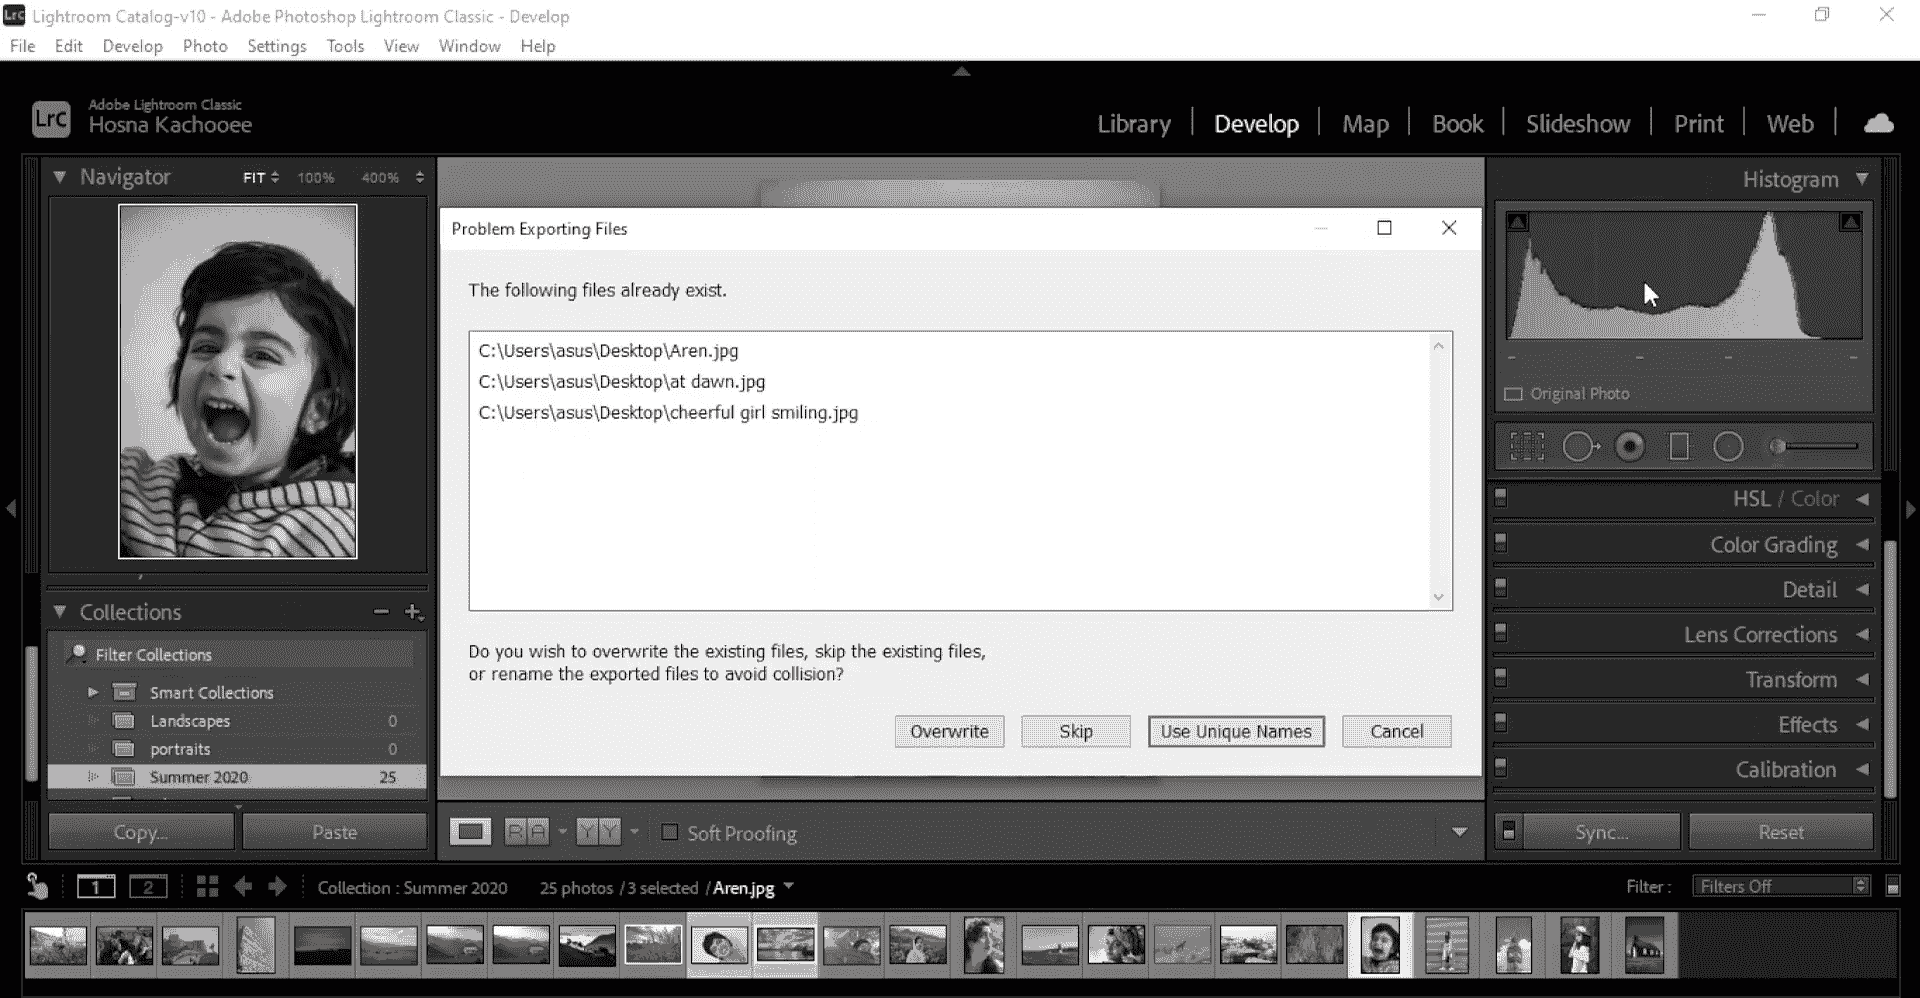 LrC Lightroom Catalog-v10 - Adobe Photoshop Lightroom Classic - Develop
File Edit Develop Photo Settings Tools View Window Help
LrC
Adobe Lightroom Classic
Hosna Kachooee
Library Develop Map Book Slideshow Print Web
Navigator FIT 100% 400%
Histogram
Original Photo
Problem Exporting Files
The following files already exist.
C:\Users\asus\Desktop\Aren.jpg
C:\Users\asus\Desktop\at dawn.jpg
C:\Users\asus\Desktop\cheerful girl smiling.jpg
Do you wish to overwrite the existing files, skip the existing files,
or rename the exported files to avoid collision?
Overwrite Skip Use Unique Names Cancel
Collections
Filter Collections
Smart Collections
Landscapes 0
portraits 0
Summer 2020 25
Copy... Paste
HSL / Color
Color Grading
Detail
Lens Corrections
Transform
Effects
Calibration
R A Y Y Soft Proofing
Sync... Reset
1 2 Collection : Summer 2020 25 photos / 3 selected / Aren.jpg
Filter : Filters Off